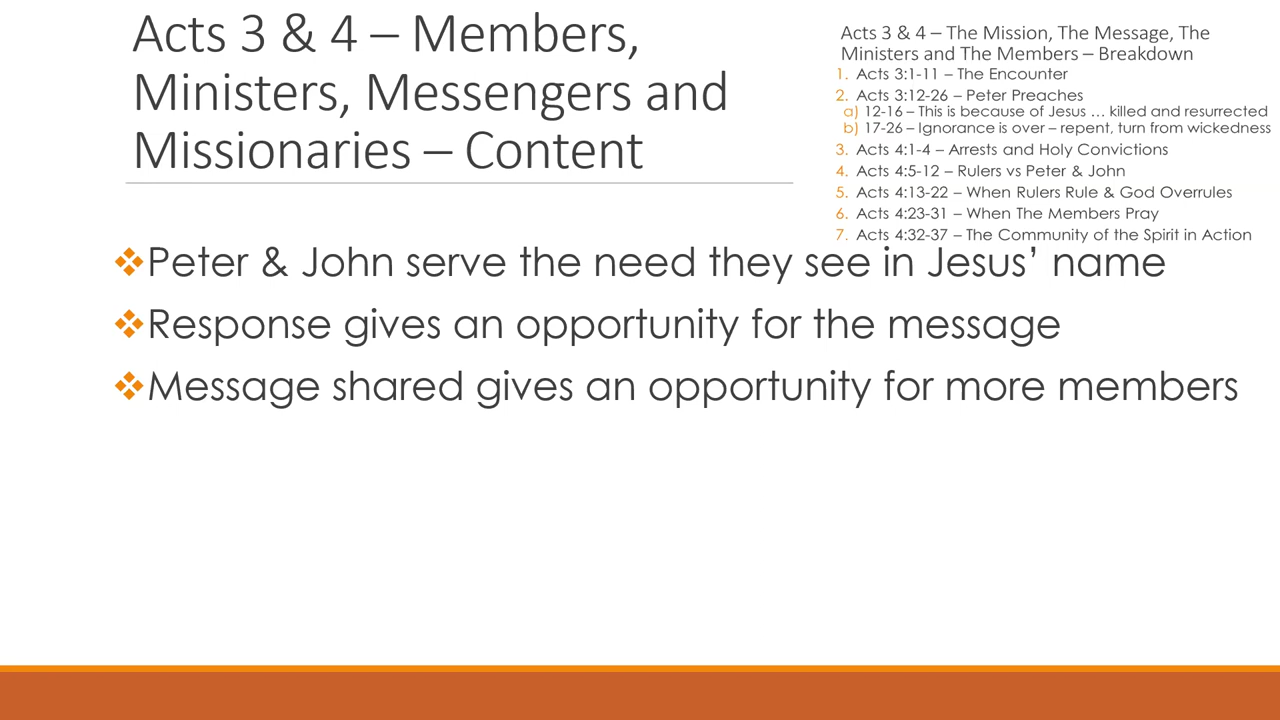 Acts 3 & 4 – Members,
Ministers, Messengers and
Missionaries – Content
Acts 3 & 4 – The Mission, The Message, The
Ministers and The Members – Breakdown
1. Acts 3:1-11 – The Encounter
2. Acts 3:12-26 – Peter Preaches
a) 12-16 – This is because of Jesus … killed and resurrected
b) 17-26 – Ignorance is over – repent, turn from wickedness
3. Acts 4:1-4 – Arrests and Holy Convictions
4. Acts 4:5-12 – Rulers vs Peter & John
5. Acts 4:13-22 – When Rulers Rule & God Overrules
6. Acts 4:23-31 – When The Members Pray
7. Acts 4:32-37 – The Community of the Spirit in Action
❖Peter & John serve the need they see in Jesus’ name
❖Response gives an opportunity for the message
❖Message shared gives an opportunity for more members